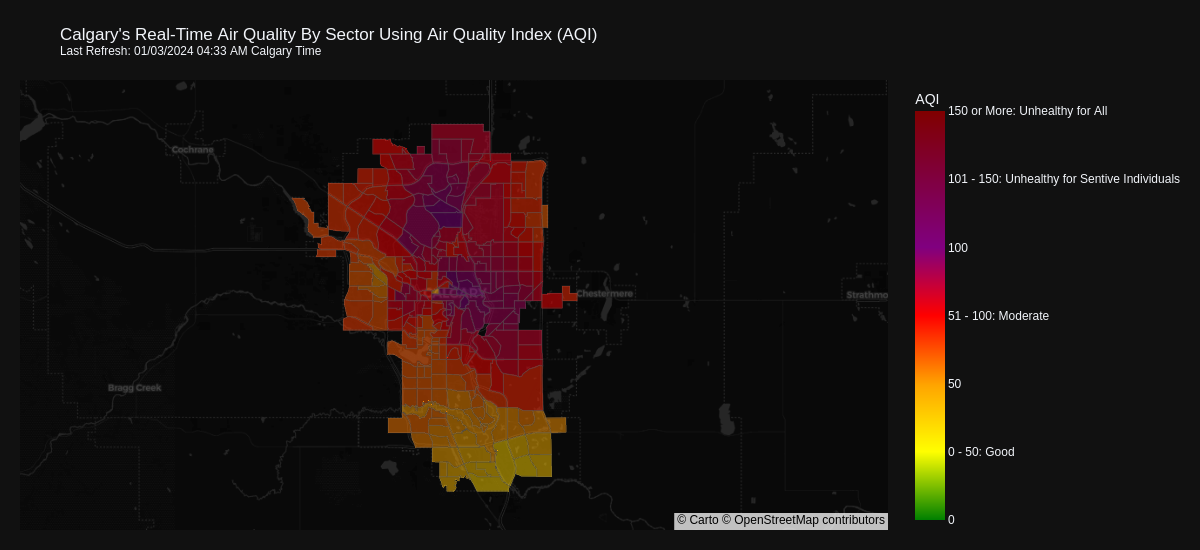 Calgary's Real-Time Air Quality By Sector Using Air Quality Index (AQI)
Last Refresh: 01/03/2024 04:33 AM Calgary Time
AQI
150 or More: Unhealthy for All
Cochrane
101 - 150: Unhealthy for Sentive Individuals
100
CALGARY
Chestermere
Strathmo
51 - 100: Moderate
50
Bragg Creek
0 - 50: Good
© Carto © OpenStreetMap contributors
0